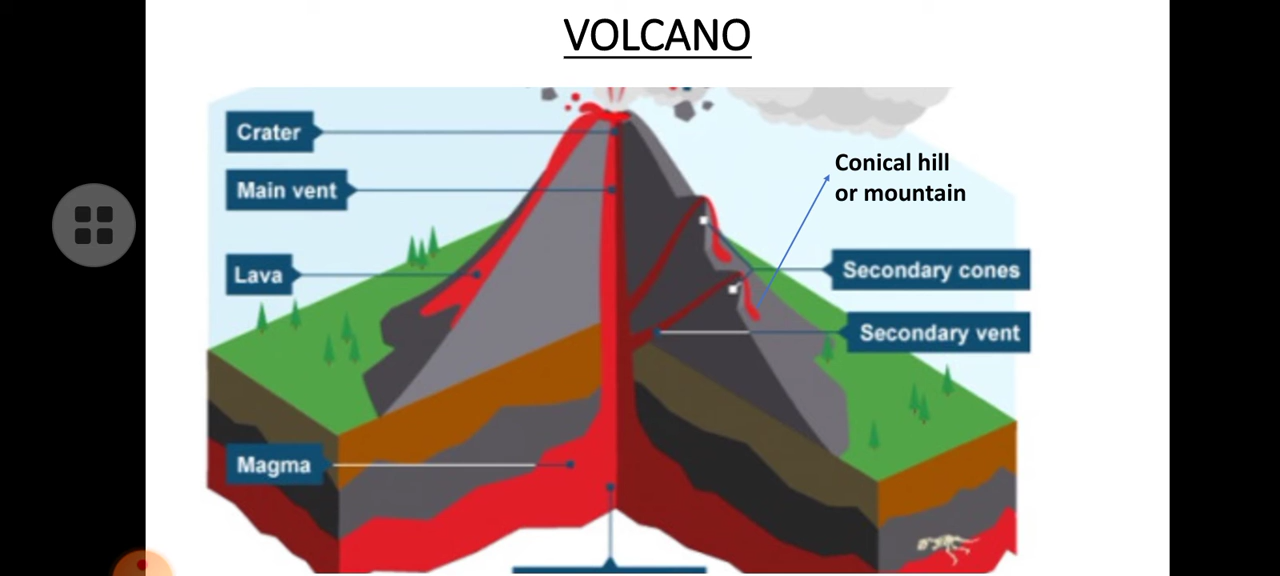 VOLCANO
Crater
Main vent
Conical hill
or mountain
Lava
Secondary cones
Secondary vent
Magma